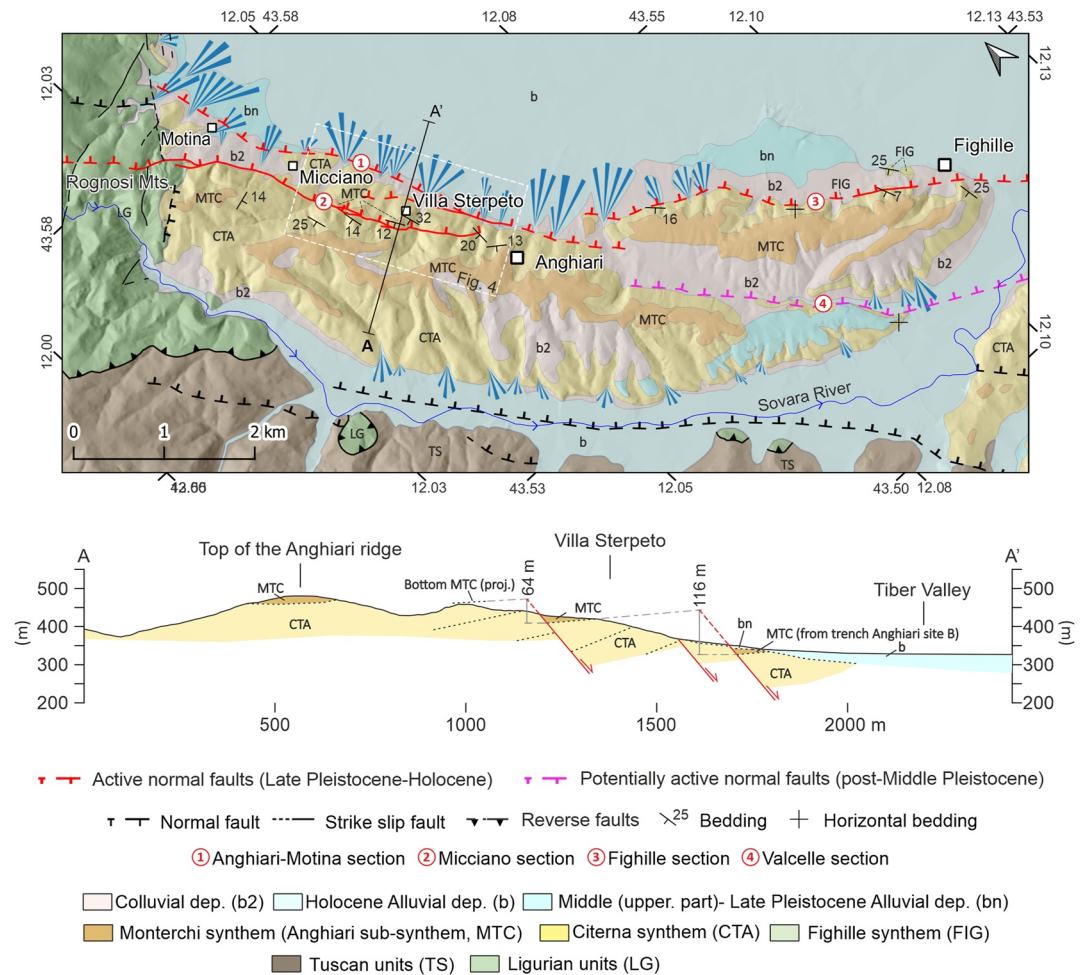 12.05 43.58 12.08 43.55 12.10 12.13 43.53
12.03
12.13
b
A'
bn
Motina
b2
CTA
1
bn
FIG
25
Fighille
Micciano
b2
FIG
3
7
25
Rognosi Mts.
LG
MTC
14
MTC
Villa Sterpeto
2
32
16
25
14
12
43.58
CTA
20
13
MTC
b2
MTC
Anghiari
Fig. 4
b2
4
b2
MTC
A
CTA
b2
12.00
12.10
CTA
Sovara River
0 1 2 km
LG
TS
b
TS
42.66
43.56
12.03 43.53 12.05 43.50 12.08
A Top of the Anghiari ridge Villa Sterpeto A'
Tiber Valley
500
400
300
200
(m)
MTC
CTA
Bottom MTC (proj.)
64 m
MTC
CTA
116 m
bn
MTC (from trench Anghiari site B)
b
CTA
500
400
300
200
(m)
500 1000 1500 2000 m
Active normal faults (Late Pleistocene-Holocene) Potentially active normal faults (post-Middle Pleistocene)
Normal fault Strike slip fault Reverse faults 25 Bedding Horizontal bedding
1 Anghiari-Motina section 2 Micciano section 3 Fighille section 4 Valcelle section
Colluvial dep. (b2) Holocene Alluvial dep. (b) Middle (upper. part)- Late Pleistocene Alluvial dep. (bn)
Monterchi synthem (Anghiari sub-synthem, MTC) Citerna synthem (CTA) Fighille synthem (FIG)
Tuscan units (TS) Ligurian units (LG)